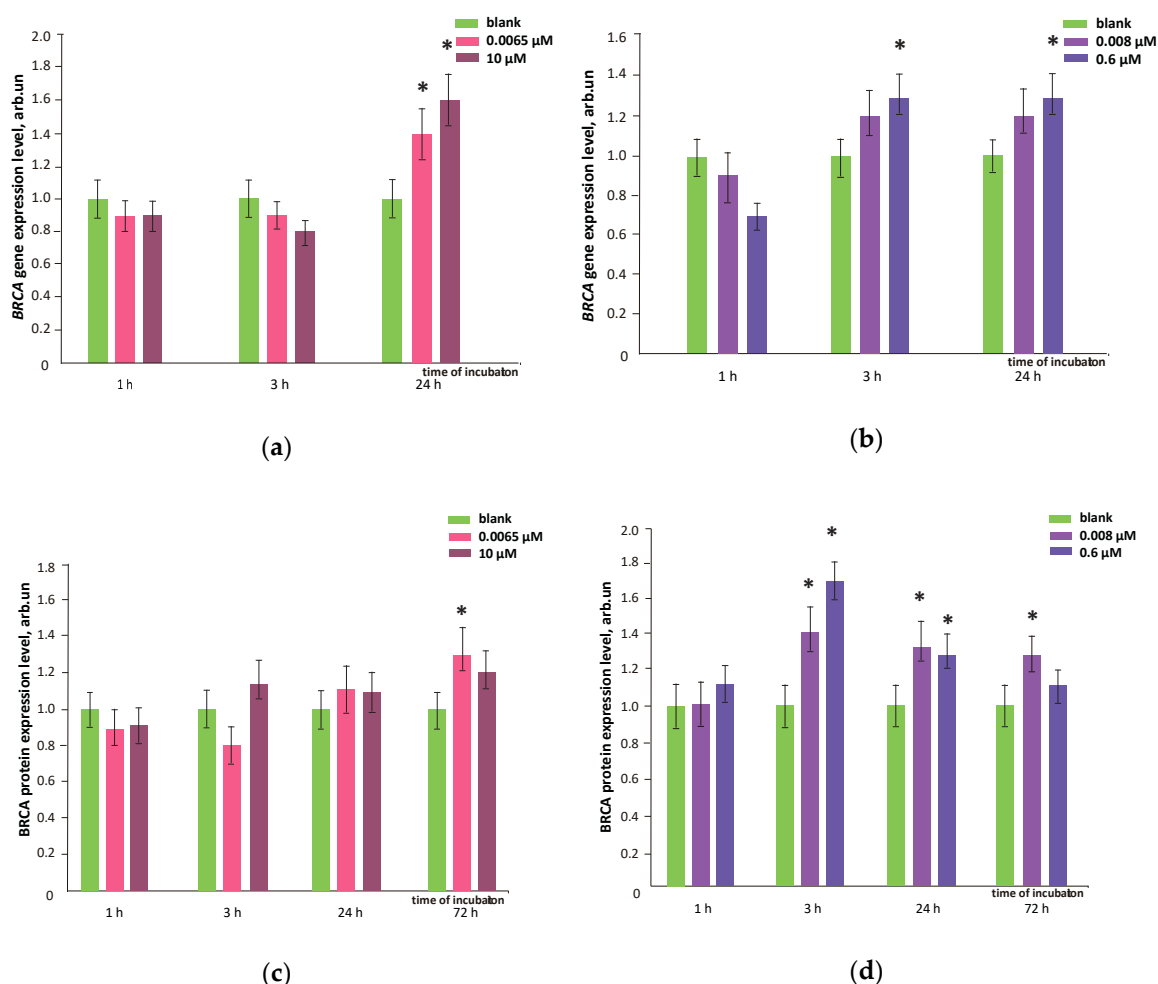 blank
0.0065 µM
10 µM
*
*
BRCA gene expression level, arb.un
2.0
1.8
1.6
1.4
1.2
1.0
0.8
0.6
0.4
0.2
0
1 h
3 h
24 h
time of incubaton
(a)
blank
0.008 µM
0.6 µM
*
*
BRCA gene expression level, arb.un
1.6
1.4
1.2
1.0
0.8
0.6
0.4
0.2
0
1 h
3 h
24 h
time of incubaton
(b)
blank
0.0065 µM
10 µM
*
BRCA protein expression level, arb.un
1.8
1.6
1.4
1.2
1.0
0.8
0.6
0.4
0.2
0
1 h
3 h
24 h
72 h
time of incubaton
(c)
blank
0.008 µM
0.6 µM
*
*
*
*
*
BRCA protein expression level, arb.un
2.0
1.8
1.6
1.4
1.2
1.0
0.8
0.6
0.4
0.2
0
1 h
3 h
24 h
72 h
time of incubaton
(d)